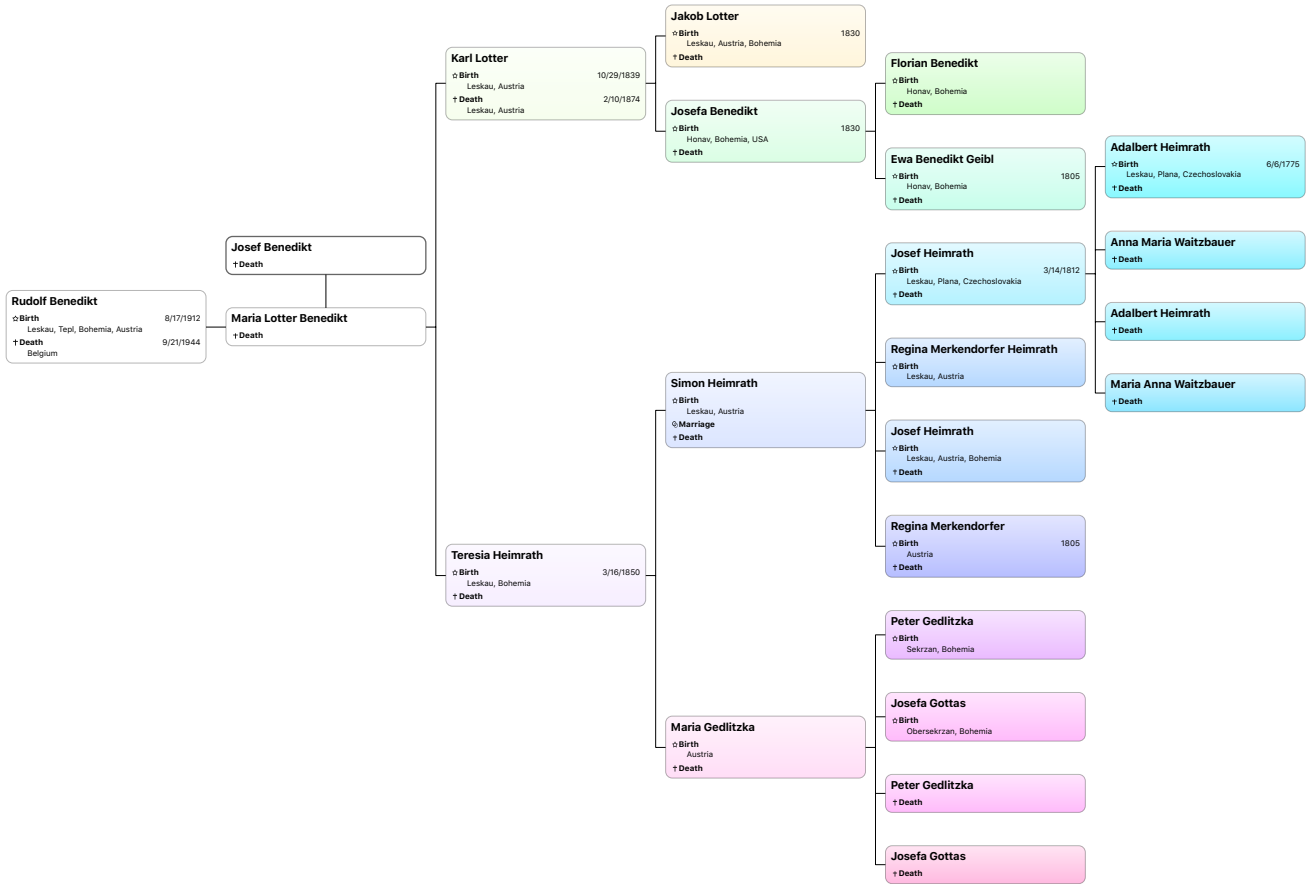 Rudolf Benedikt
☆Birth 8/17/1912
Leskau, Tepl, Bohemia, Austria
†Death 9/21/1944
Belgium
Josef Benedikt
†Death
Maria Lotter Benedikt
†Death
Karl Lotter
☆Birth 10/29/1839
Leskau, Austria
†Death 2/10/1874
Leskau, Austria
Teresia Heimrath
☆Birth 3/16/1850
Leskau, Bohemia
†Death
Jakob Lotter
☆Birth 1830
Leskau, Austria, Bohemia
†Death
Josefa Benedikt
☆Birth 1830
Honav, Bohemia, USA
†Death
Simon Heimrath
☆Birth
Leskau, Austria
⚭Marriage
†Death
Maria Gedlitzka
☆Birth
Austria
†Death
Florian Benedikt
☆Birth
Honav, Bohemia
†Death
Ewa Benedikt Geibl
☆Birth 1805
Honav, Bohemia
†Death
Josef Heimrath
☆Birth 3/14/1812
Leskau, Plana, Czechoslovakia
†Death
Regina Merkendorfer Heimrath
☆Birth
Leskau, Austria
Josef Heimrath
☆Birth
Leskau, Austria, Bohemia
†Death
Regina Merkendorfer
☆Birth 1805
Austria
†Death
Peter Gedlitzka
☆Birth
Sekrzan, Bohemia
Josefa Gottas
☆Birth
Obersekrzan, Bohemia
Peter Gedlitzka
†Death
Josefa Gottas
†Death
Adalbert Heimrath
☆Birth 6/6/1775
Leskau, Plana, Czechoslovakia
†Death
Anna Maria Waitzbauer
†Death
Adalbert Heimrath
†Death
Maria Anna Waitzbauer
†Death